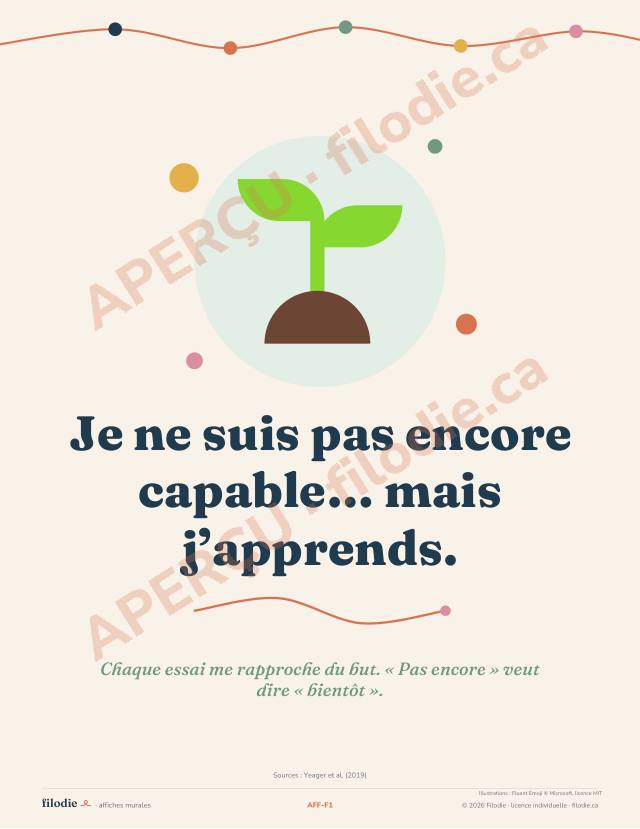 APERÇU · filodie.ca
Je ne suis pas encore
capable... mais
j’apprends.
APERÇU · filodie.ca
Chaque essai me rapproche du but. « Pas encore » veut
dire « bientôt ».
Sources : Yeager et al. (2019)
Illustrations : Fluent Emoji © Microsoft, licence MIT
filodie · affiches murales
AFF-F1
© 2026 Filodie · licence individuelle · filodie.ca